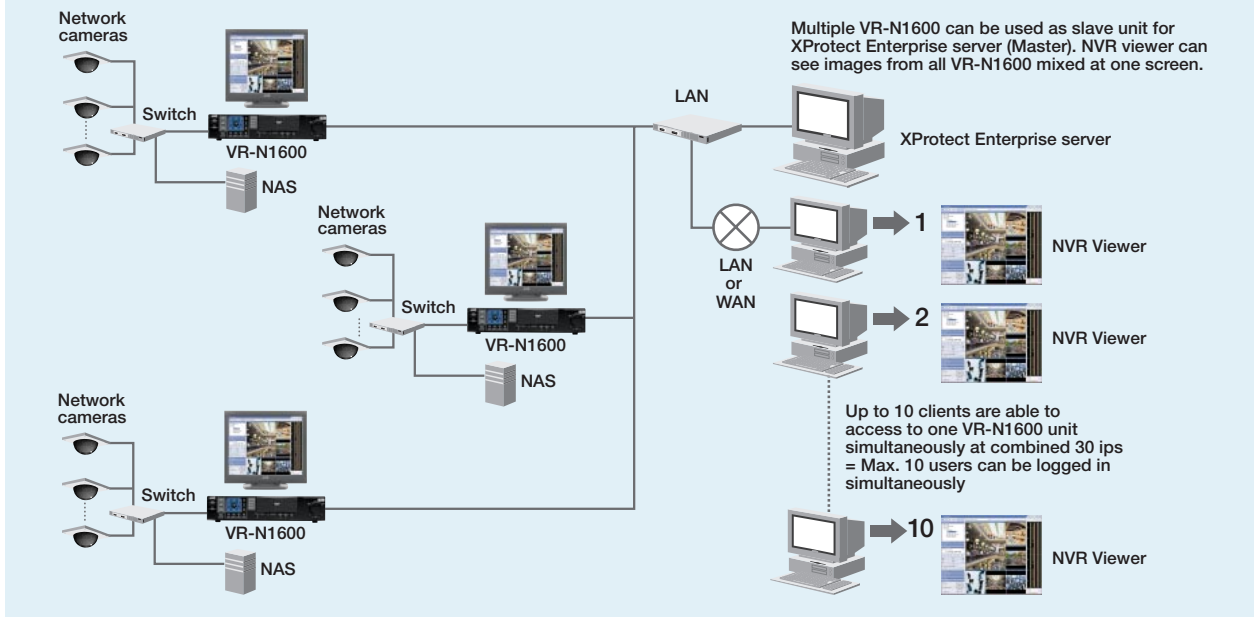 Network
cameras
Switch
VR-N1600
NAS
Network
cameras
Switch
VR-N1600
NAS
Network
cameras
Switch
VR-N1600
NAS
Multiple VR-N1600 can be used as slave unit for
XProtect Enterprise server (Master). NVR viewer can
see images from all VR-N1600 mixed at one screen.
LAN
XProtect Enterprise server
LAN
or
WAN
1
NVR Viewer
2
NVR Viewer
Up to 10 clients are able to
access to one VR-N1600 unit
simultaneously at combined 30 ips
= Max. 10 users can be logged in
simultaneously
10
NVR Viewer